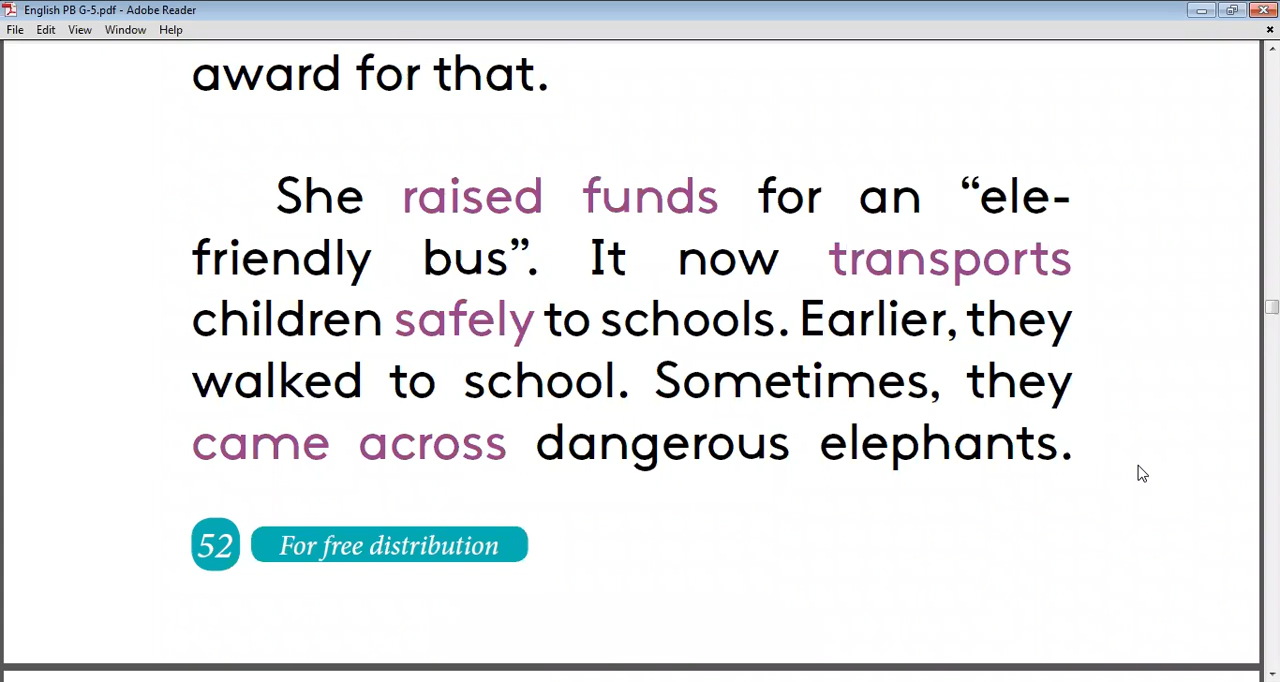 English PB G-5.pdf - Adobe Reader
File Edit View Window Help
award for that.
She raised funds for an “ele-
friendly bus”. It now transports
children safely to schools. Earlier, they
walked to school. Sometimes, they
came across dangerous elephants.
52 For free distribution